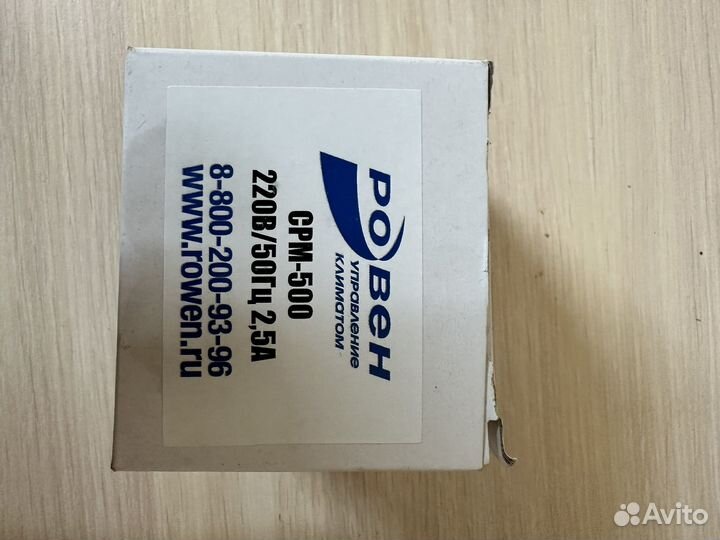 РОВЕН
УПРАВЛЕНИЕ
КЛИМАТОМ
СРМ-500
220В/50Гц 2,5А
8-800-200-93-96
www.rowen.ru
Avito